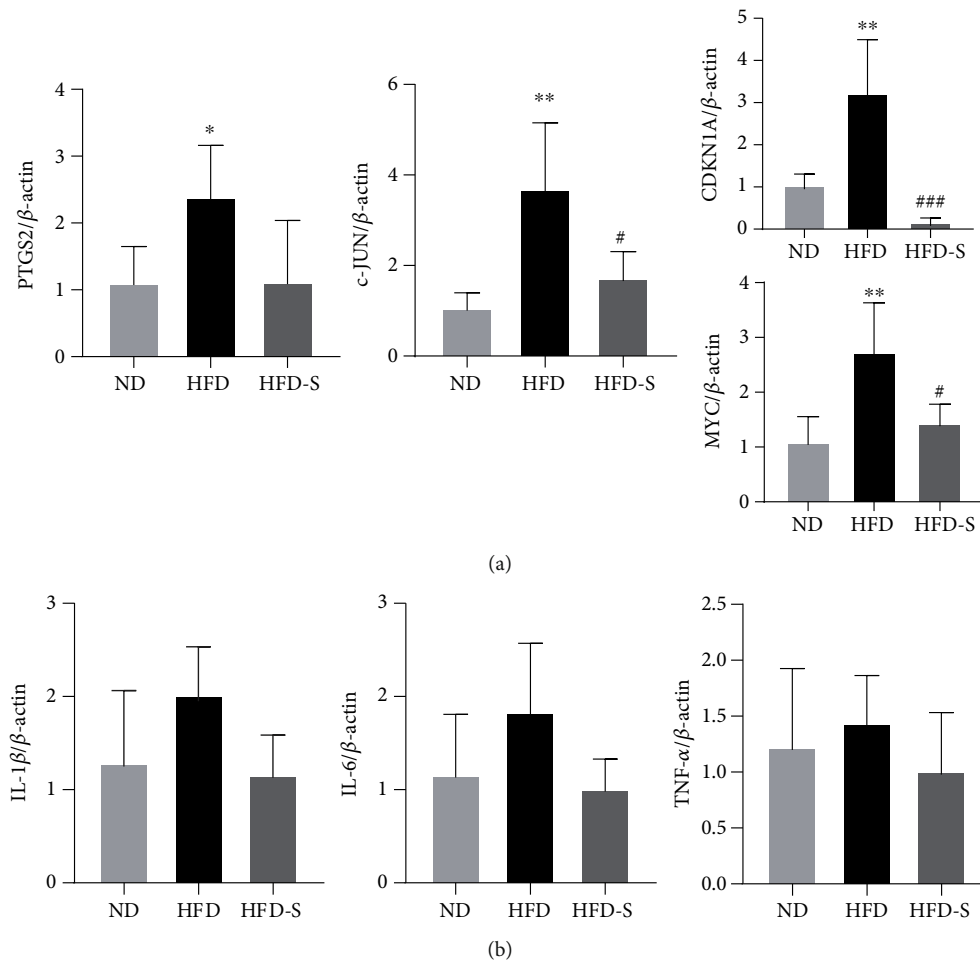 PTGS2/β-actin
4
3
2
1
0
*
ND HFD HFD-S
c-JUN/β-actin
6
4
2
0
**
#
ND HFD HFD-S
CDKN1A/β-actin
5
4
3
2
1
0
**
###
ND HFD HFD-S
MYC/β-actin
4
3
2
1
0
**
#
ND HFD HFD-S
(a)
IL-1β/β-actin
3
2
1
0
ND HFD HFD-S
IL-6/β-actin
3
2
1
0
ND HFD HFD-S
TNF-α/β-actin
2.5
2.0
1.5
1.0
0.5
0.0
ND HFD HFD-S
(b)